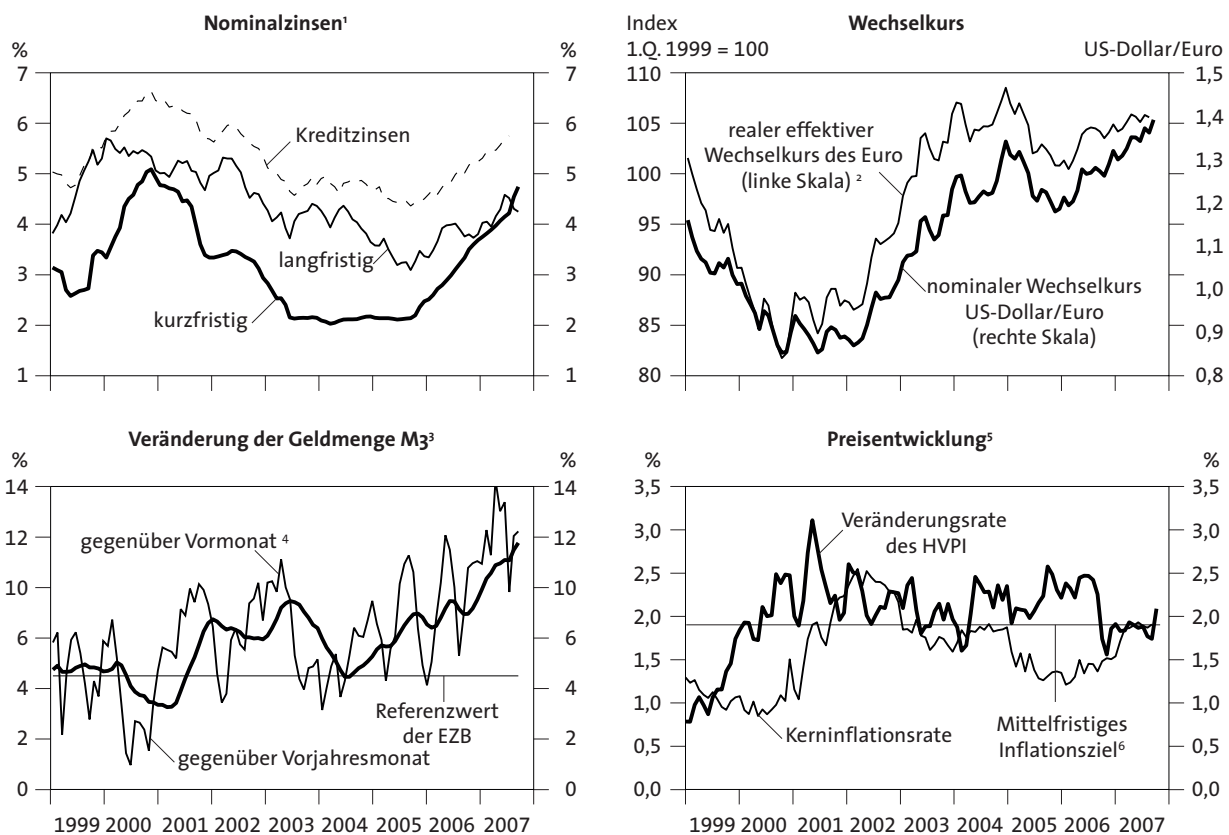 Nominalzinsen¹
% %
7 7
6 6
5 5
4 4
3 3
2 2
1 1
Kreditzinsen
langfristig
kurzfristig
Wechselkurs
Index
1.Q. 1999 = 100 US-Dollar/Euro
110 1,5
105 1,4
100 1,3
95 1,2
90 1,1
85 1,0
80 0,9
0,8
realer effektiver
Wechselkurs des Euro
(linke Skala) ²
nominaler Wechselkurs
US-Dollar/Euro
(rechte Skala)
Veränderung der Geldmenge M3³
% %
14 14
12 12
10 10
8 8
6 6
4 4
2 2
0 0
gegenüber Vormonat ⁴
Referenzwert
der EZB
gegenüber Vorjahresmonat
1999 2000 2001 2002 2003 2004 2005 2006 2007
Preisentwicklung⁵
% %
3,5 3,5
3,0 3,0
2,5 2,5
2,0 2,0
1,5 1,5
1,0 1,0
0,5 0,5
0,0 0,0
Veränderungsrate
des HVPI
Kerninflationsrate
Mittelfristiges
Inflationsziel⁶
1999 2000 2001 2002 2003 2004 2005 2006 2007